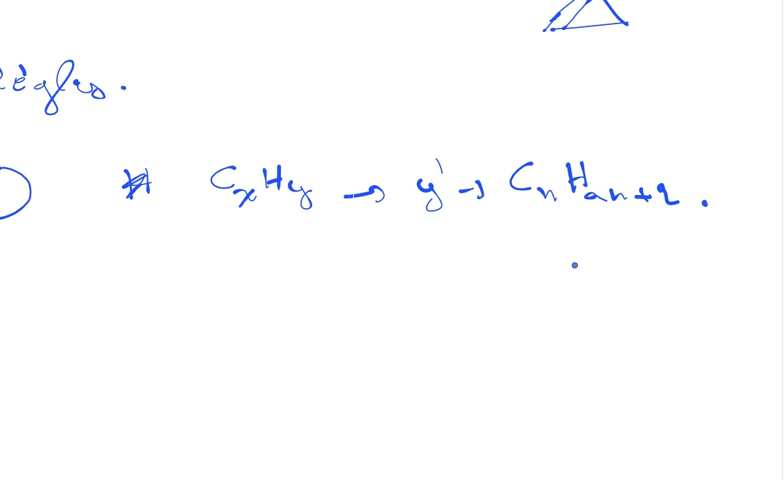 règles.
* CxHy → y' → CnH2n+2.